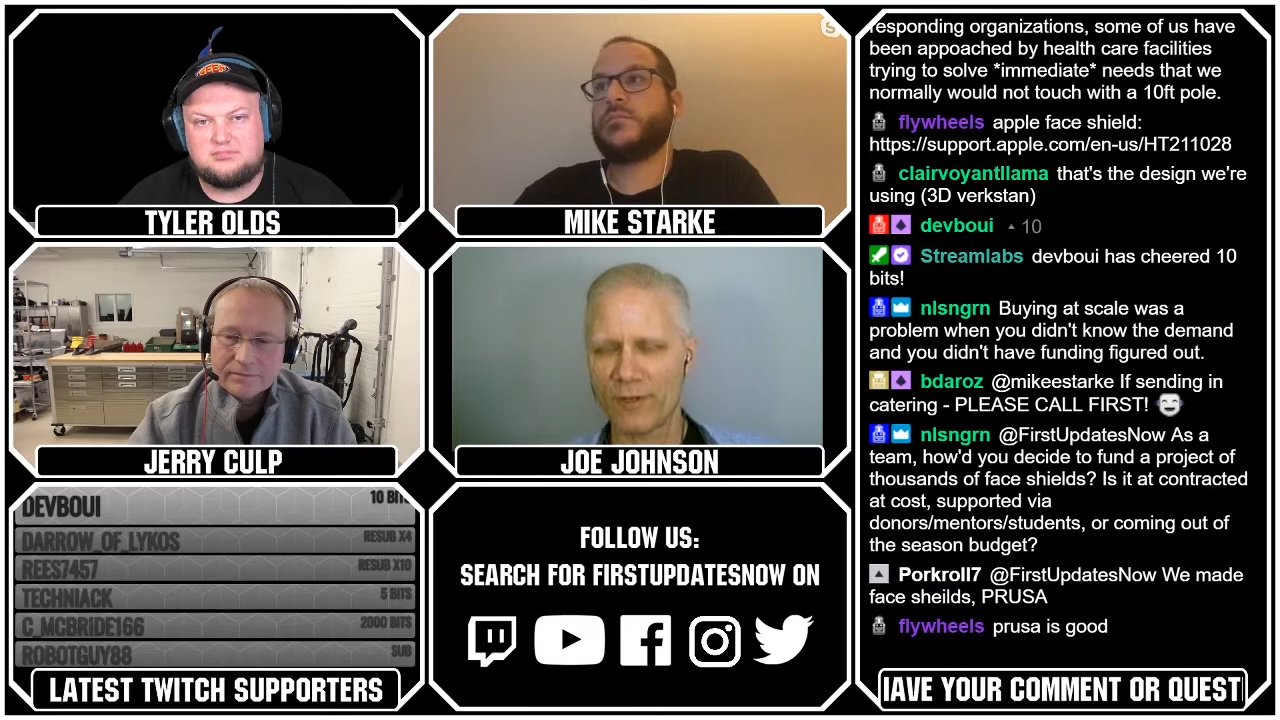 TYLER OLDS
MIKE STARKE
JERRY CULP
JOE JOHNSON
DEVBOUI 10 BITS
DARROW_OF_LYKOS RESUB X4
REES7457 RESUB X10
TECHNIACK 5 BITS
C_MCBRIDE166 2000 BITS
ROBOTGUY88 SUB
LATEST TWITCH SUPPORTERS
FOLLOW US:
SEARCH FOR FIRSTUPDATESNOW ON
responding organizations, some of us have
been appoached by health care facilities
trying to solve *immediate* needs that we
normally would not touch with a 10ft pole.
flywheels apple face shield:
https://support.apple.com/en-us/HT211028
clairvoyantllama that's the design we're
using (3D verkstan)
devboui 10
Streamlabs devboui has cheered 10
bits!
nlsngrn Buying at scale was a
problem when you didn't know the demand
and you didn't have funding figured out.
bdaroz @mikeestarke If sending in
catering - PLEASE CALL FIRST!
nlsngrn @FirstUpdatesNow As a
team, how'd you decide to fund a project of
thousands of face shields? Is it at contracted
at cost, supported via
donors/mentors/students, or coming out of
the season budget?
Porkroll7 @FirstUpdatesNow We made
face sheilds, PRUSA
flywheels prusa is good
HAVE YOUR COMMENT OR QUEST